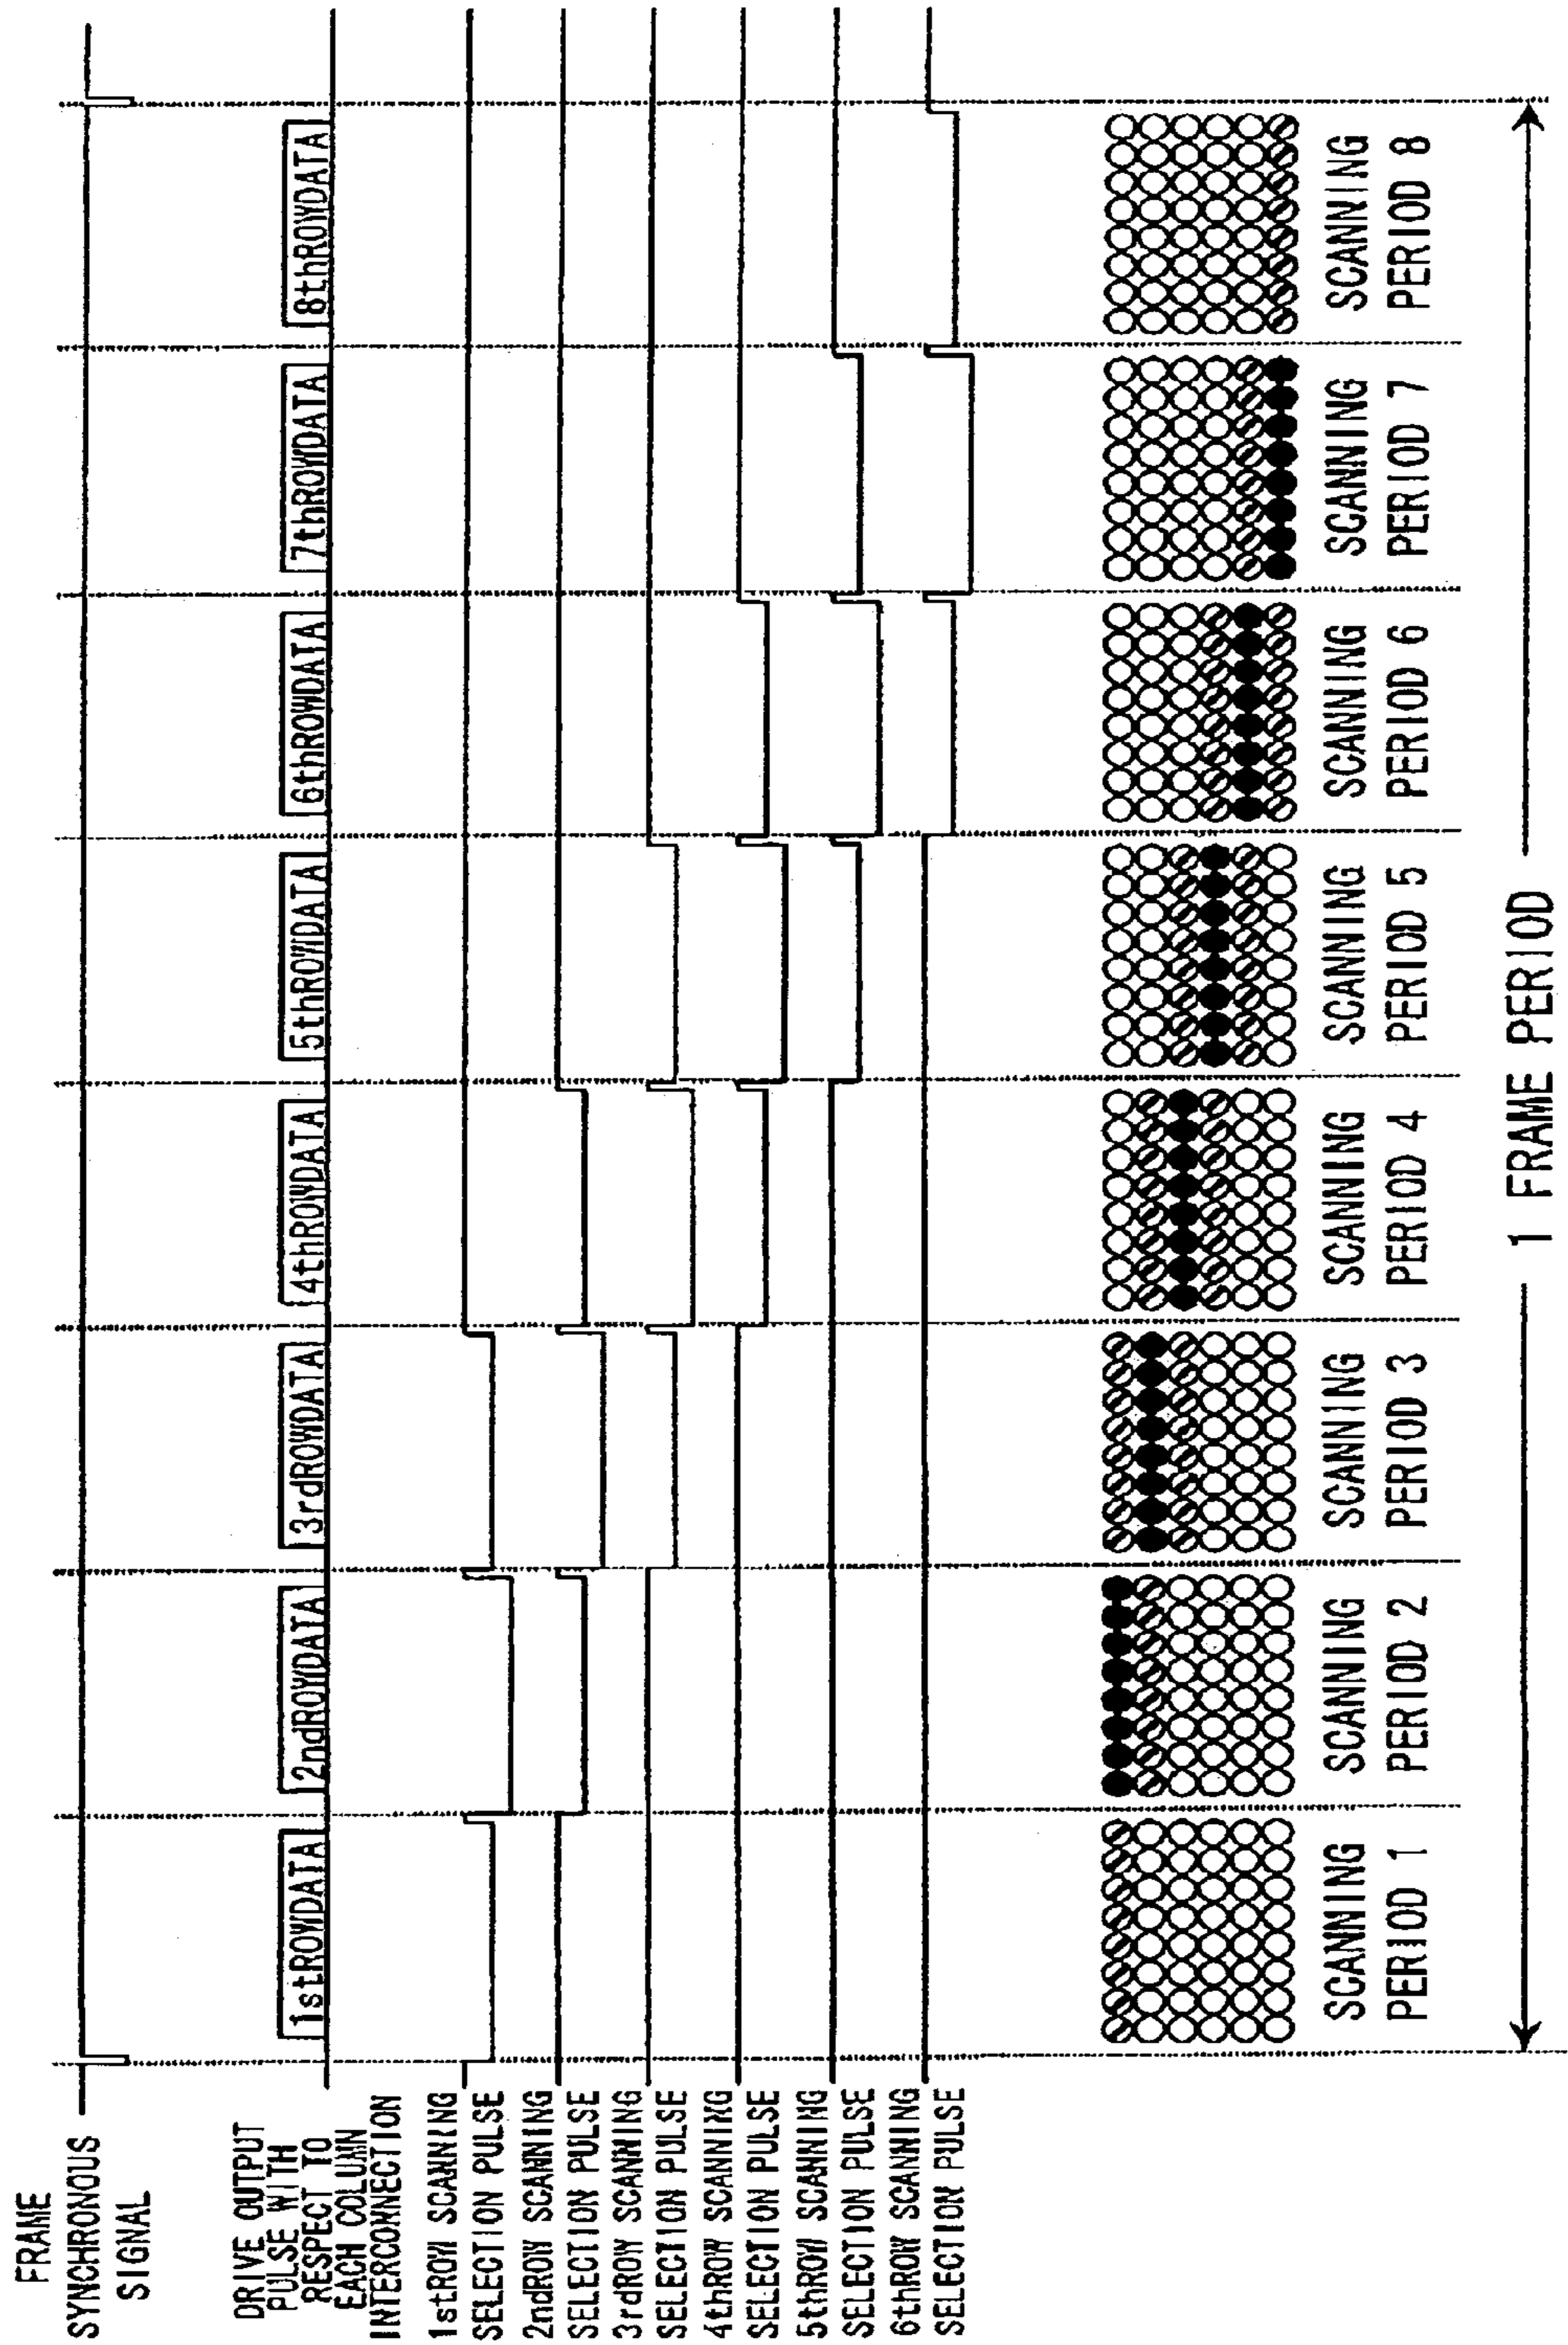 FRAME
SYNCHRONOUS
SIGNAL
DRIVE OUTPUT
PULSE WITH
RESPECT TO
EACH COLUMN
INTERCONNECTION
1stROWDATA
2ndROWDATA
3rdROWDATA
4thROWDATA
5thROWDATA
6thROWDATA
7thROWDATA
8thROWDATA
1stROW SCANNING
SELECTION PULSE
2ndROW SCANNING
SELECTION PULSE
3rdROW SCANNING
SELECTION PULSE
4thROW SCANNING
SELECTION PULSE
5thROW SCANNING
SELECTION PULSE
6thROW SCANNING
SELECTION PULSE
SCANNING
PERIOD 1
SCANNING
PERIOD 2
SCANNING
PERIOD 3
SCANNING
PERIOD 4
SCANNING
PERIOD 5
SCANNING
PERIOD 6
SCANNING
PERIOD 7
SCANNING
PERIOD 8
1 FRAME PERIOD